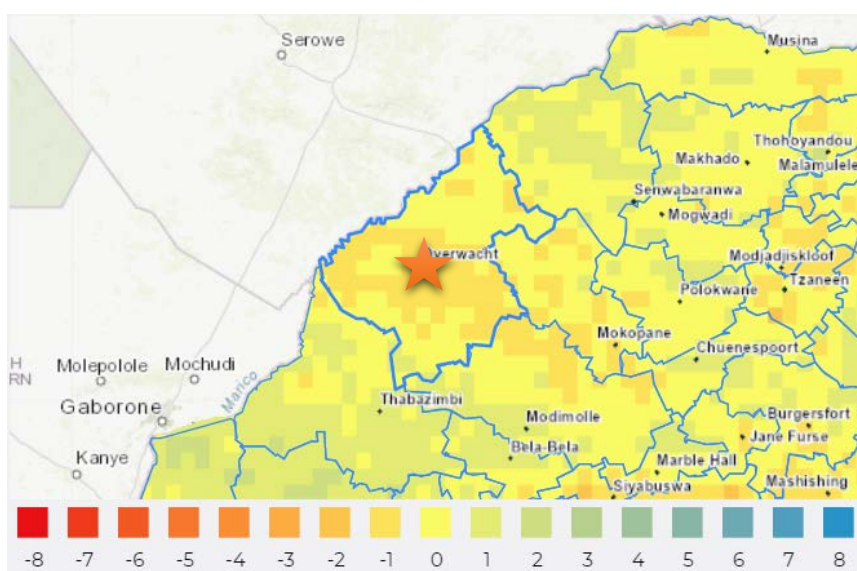 Serowe
Musina
Thohoyandou
Makhado
Malamulele
Senwabaranwa
Mogwadi
verwacht
Modjadjiskloof
Tzaneen
Polokwane
Mokopane
H
RN
Molepolole
Mochudi
Chuenespoort
Marico
Thabazimbi
Gaborone
Modimolle
Burgersfort
Jane Furse
Bela-Bela
Kanye
Marble Hall
Siyabuswa
Mashishing
-8 -7 -6 -5 -4 -3 -2 -1 0 1 2 3 4 5 6 7 8